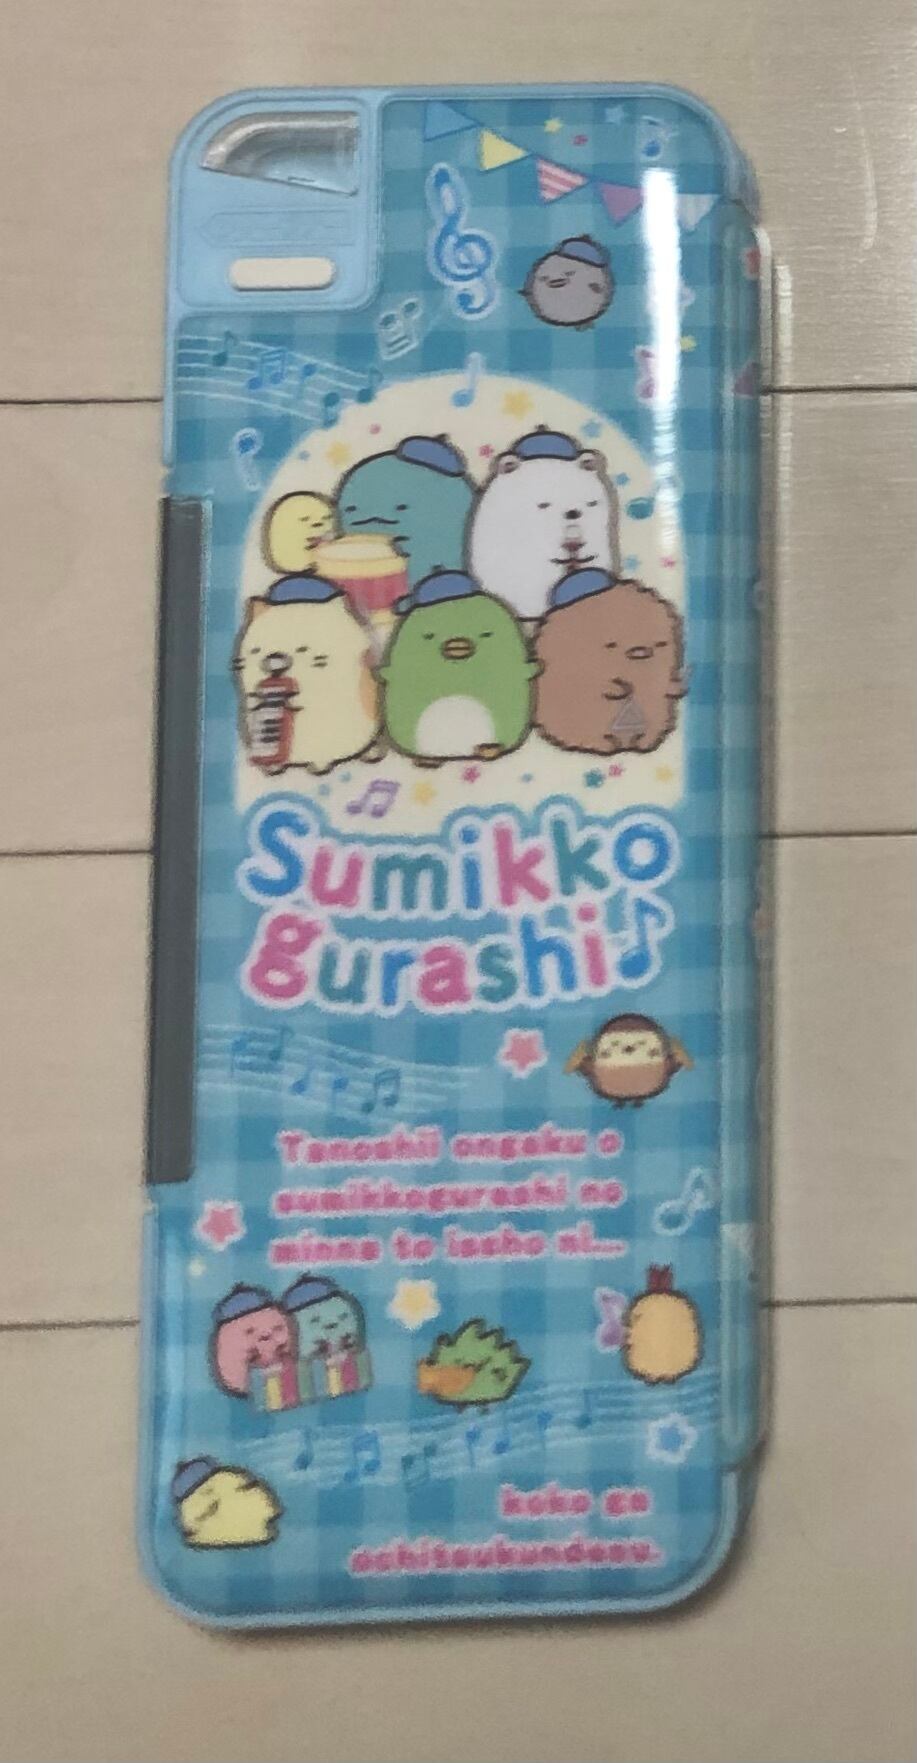 Sumikko
gurashi
Tanoshii ongaku o
sumikkogurashi no
minna to issho ni...
koko ga
ochitsukundesu.